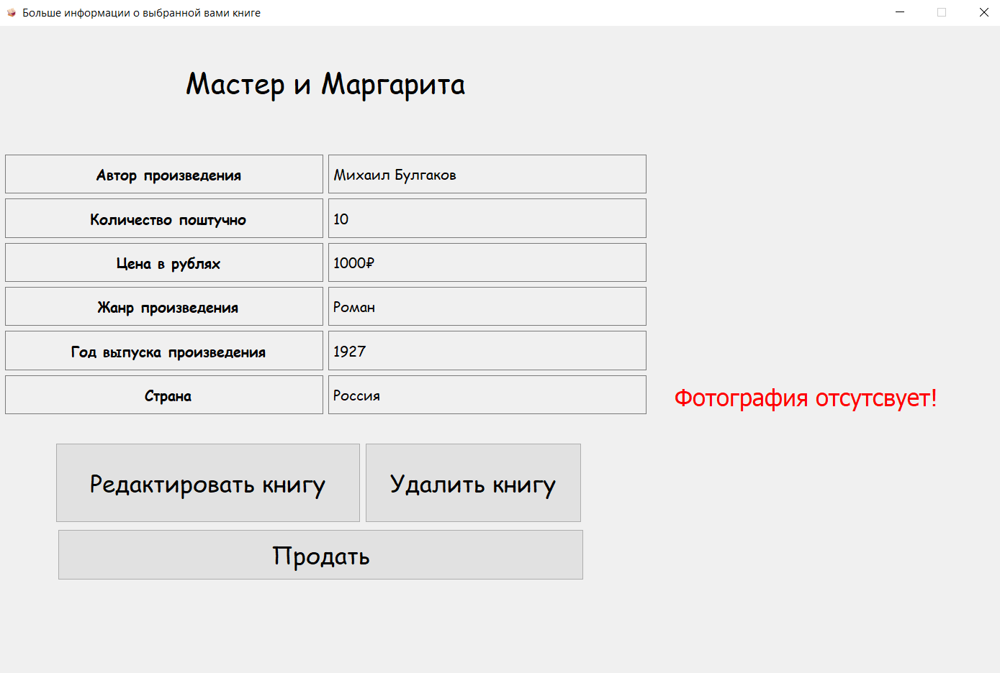 Больше информации о выбранной вами книге
Мастер и Маргарита
Автор произведения Михаил Булгаков
Количество поштучно 10
Цена в рублях 1000₽
Жанр произведения Роман
Год выпуска произведения 1927
Страна Россия
Фотография отсутсвует!
Редактировать книгу Удалить книгу
Продать